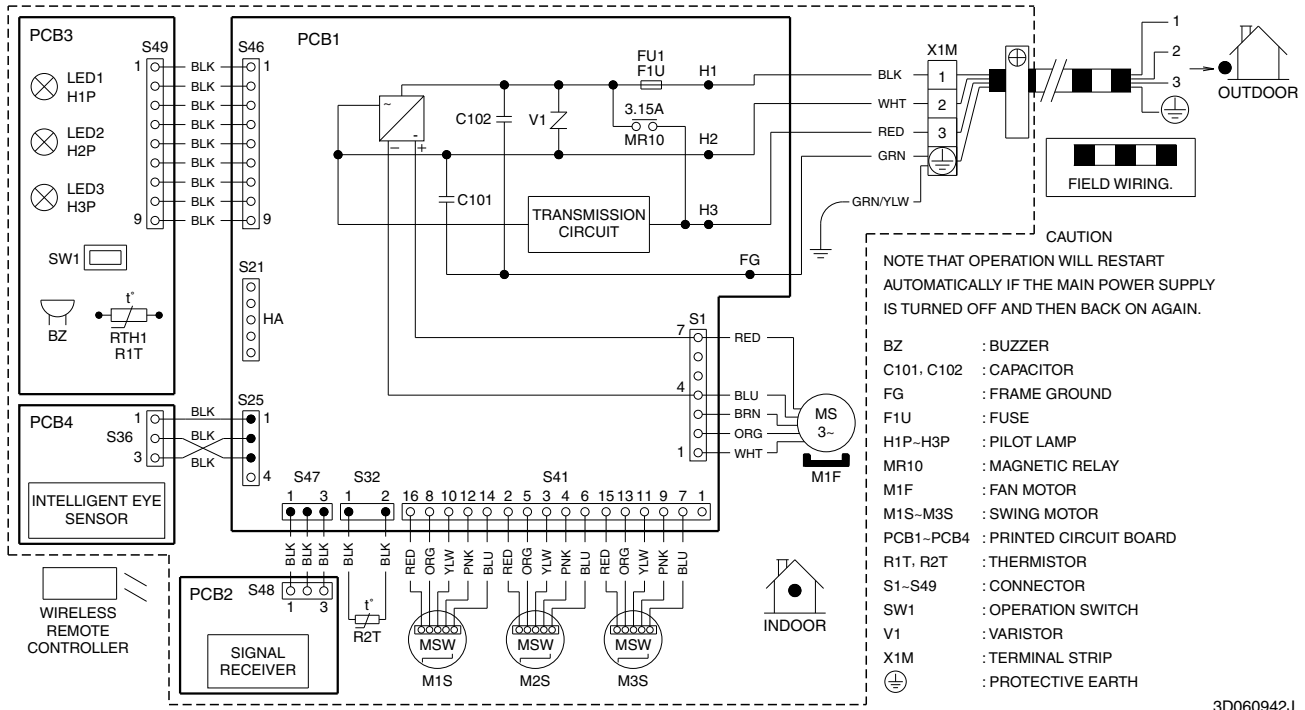 PCB3
S49
S46
PCB1
1
BLK
1
BLK
BLK
BLK
BLK
BLK
BLK
BLK
9
BLK
9
LED1
H1P
LED2
H2P
LED3
H3P
SW1
BZ
t°
RTH1
R1T
S21
HA
PCB4
S36
1
3
BLK
BLK
BLK
S25
1
4
INTELLIGENT EYE
SENSOR
~
-
− +
C102
V1
FU1
F1U
3.15A
MR10
H1
H2
C101
TRANSMISSION
CIRCUIT
H3
FG
X1M
BLK
1
WHT
2
RED
3
GRN
GRN/YLW
1
2
3
OUTDOOR
FIELD WIRING.
S1
7
RED
4
BLU
BRN
ORG
1
WHT
MS
3~
M1F
S47
1 3
S32
1 2
S41
16 8 10 12 14 2 5 3 4 6 15 13 11 9 7 1
BLK
BLK
BLK
BLK
BLK
RED
ORG
YLW
PNK
BLU
RED
ORG
YLW
PNK
BLU
RED
ORG
YLW
PNK
BLU
PCB2
S48
1 3
SIGNAL
RECEIVER
t°
R2T
MSW
M1S
MSW
M2S
MSW
M3S
WIRELESS
REMOTE
CONTROLLER
INDOOR
CAUTION
NOTE THAT OPERATION WILL RESTART
AUTOMATICALLY IF THE MAIN POWER SUPPLY
IS TURNED OFF AND THEN BACK ON AGAIN.
BZ : BUZZER
C101, C102 : CAPACITOR
FG : FRAME GROUND
F1U : FUSE
H1P~H3P : PILOT LAMP
MR10 : MAGNETIC RELAY
M1F : FAN MOTOR
M1S~M3S : SWING MOTOR
PCB1~PCB4 : PRINTED CIRCUIT BOARD
R1T, R2T : THERMISTOR
S1~S49 : CONNECTOR
SW1 : OPERATION SWITCH
V1 : VARISTOR
X1M : TERMINAL STRIP
: PROTECTIVE EARTH
3D060942J